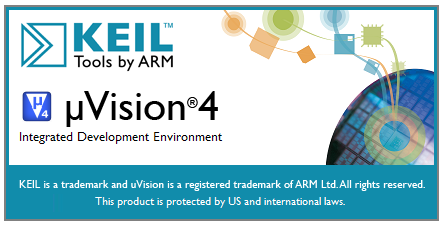 KEIL™
Tools by ARM
µV4
µVision®4
Integrated Development Environment
KEIL is a trademark and uVision is a registered trademark of ARM Ltd. All rights reserved.
This product is protected by US and international laws.